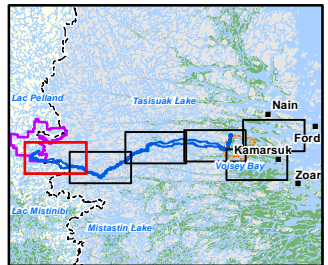 Lac Pelland
Tasisuak Lake
Nain
Ford
Kamarsuk
Voisey Bay
Zoar
Lac Mistinibi
Mistastin Lake